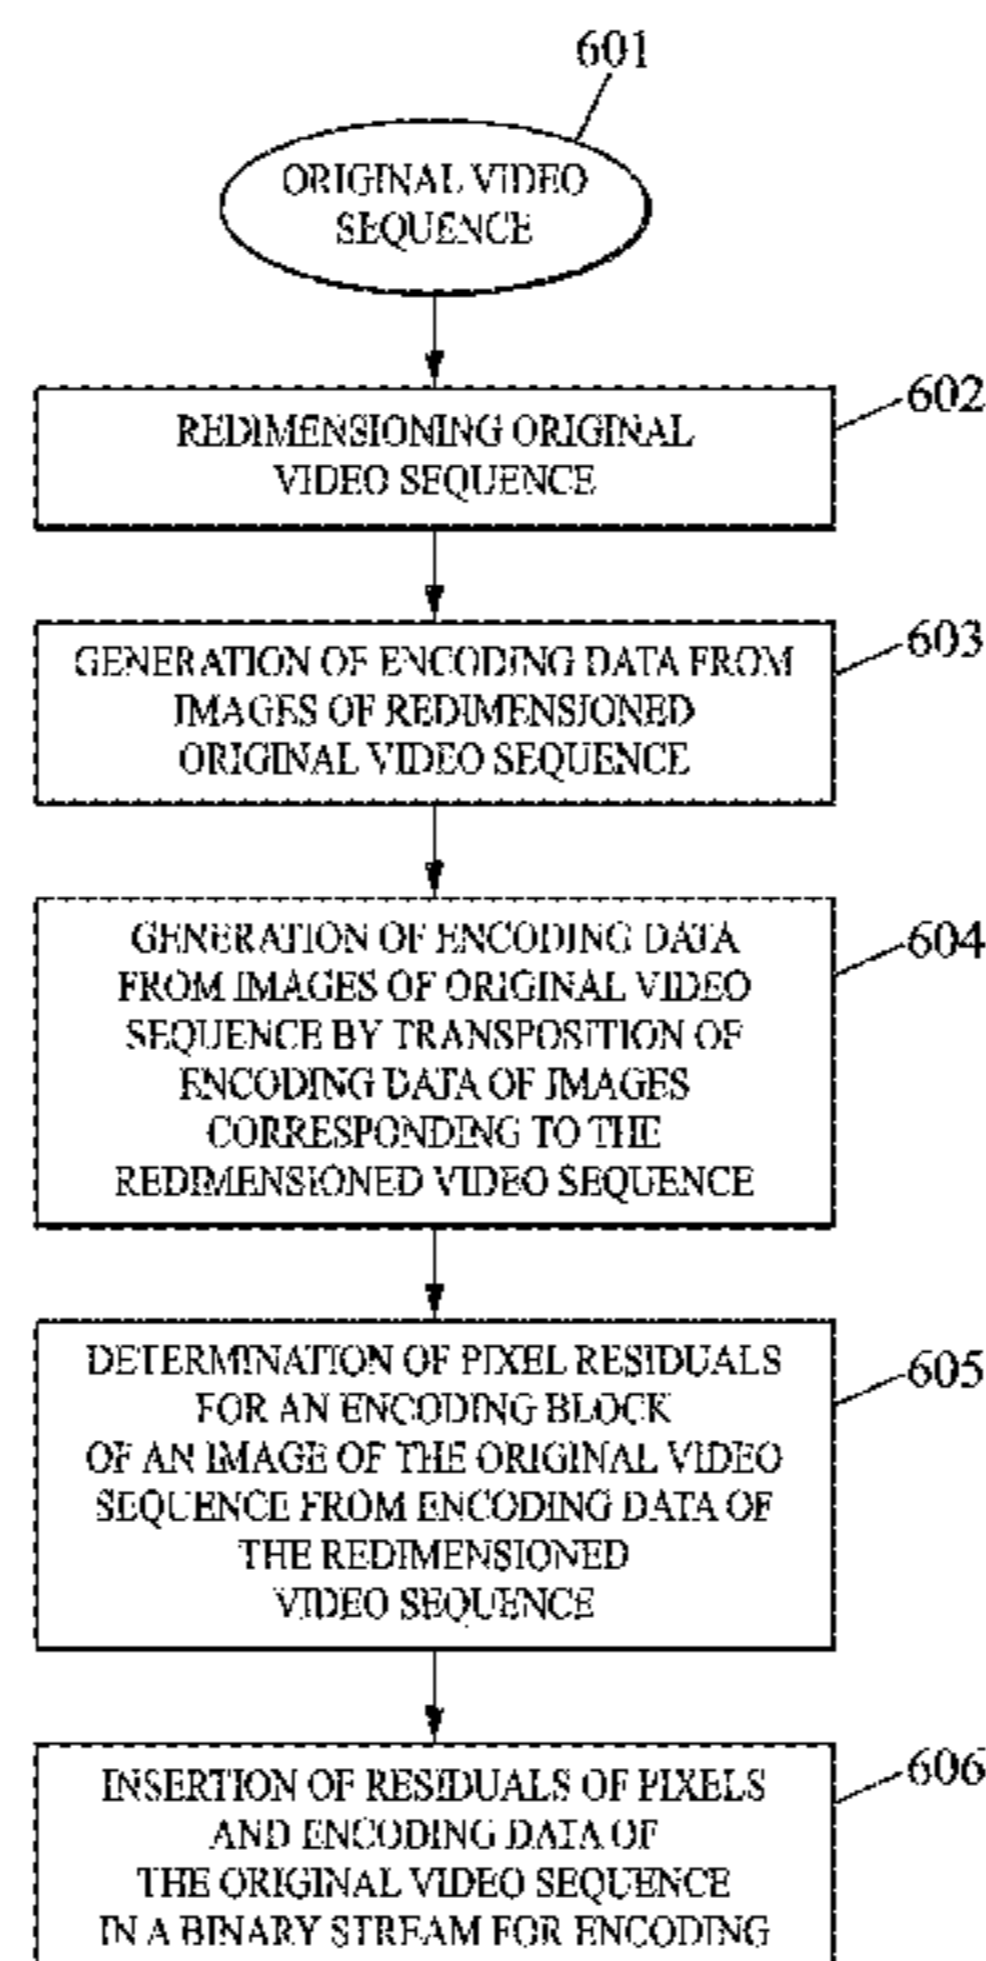 601
ORIGINAL VIDEO
SEQUENCE
602
REDIMENSIONING ORIGINAL
VIDEO SEQUENCE
603
GENERATION OF ENCODING DATA FROM
IMAGES OF REDIMENSIONED
ORIGINAL VIDEO SEQUENCE
604
GENERATION OF ENCODING DATA
FROM IMAGES OF ORIGINAL VIDEO
SEQUENCE BY TRANSPOSITION OF
ENCODING DATA OF IMAGES
CORRESPONDING TO THE
REDIMENSIONED VIDEO SEQUENCE
605
DETERMINATION OF PIXEL RESIDUALS
FOR AN ENCODING BLOCK
OF AN IMAGE OF THE ORIGINAL VIDEO
SEQUENCE FROM ENCODING DATA OF
THE REDIMENSIONED
VIDEO SEQUENCE
606
INSERTION OF RESIDUALS OF PIXELS
AND ENCODING DATA OF
THE ORIGINAL VIDEO SEQUENCE
IN A BINARY STREAM FOR ENCODING